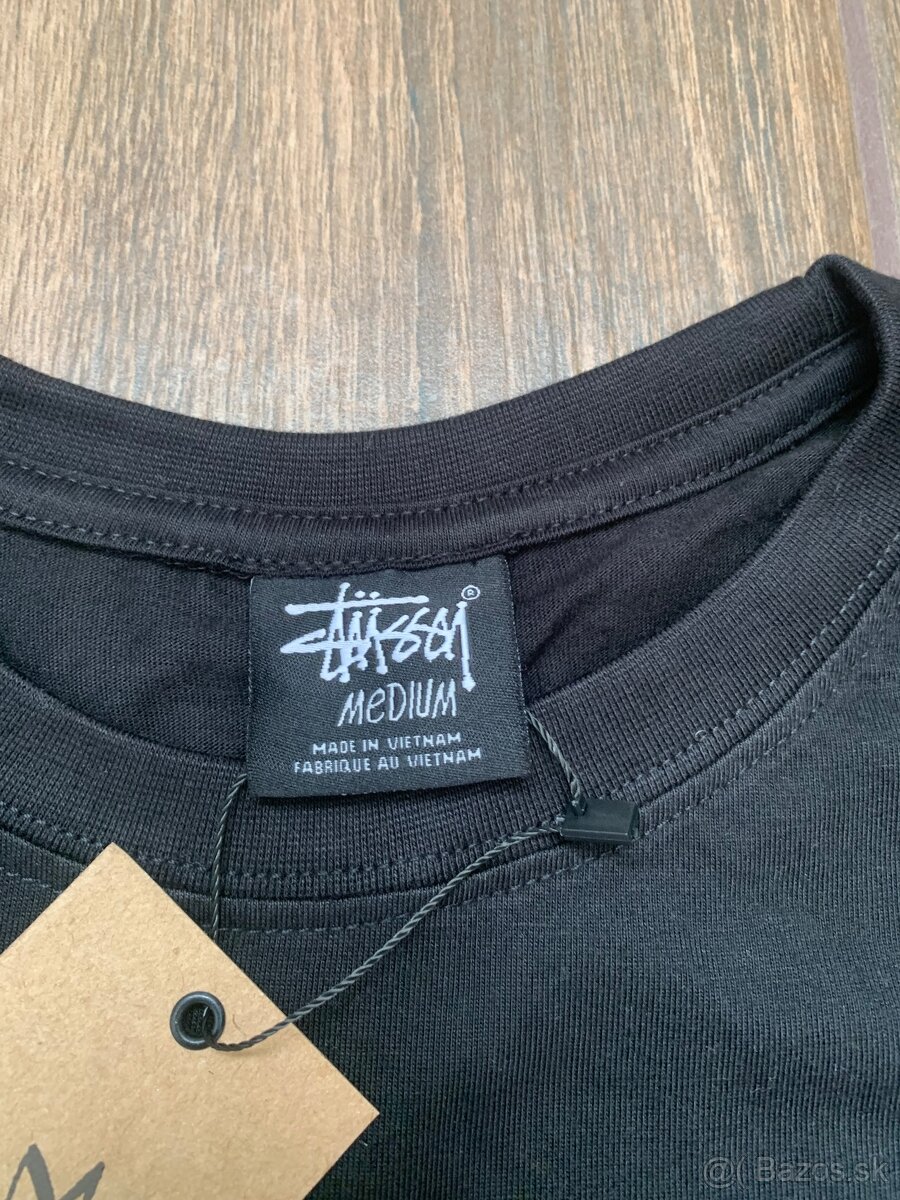 Stüssy ®
MeDIUM
MADE IN VIETNAM
FABRIQUE AU VIETNAM
@( Bazos.sk